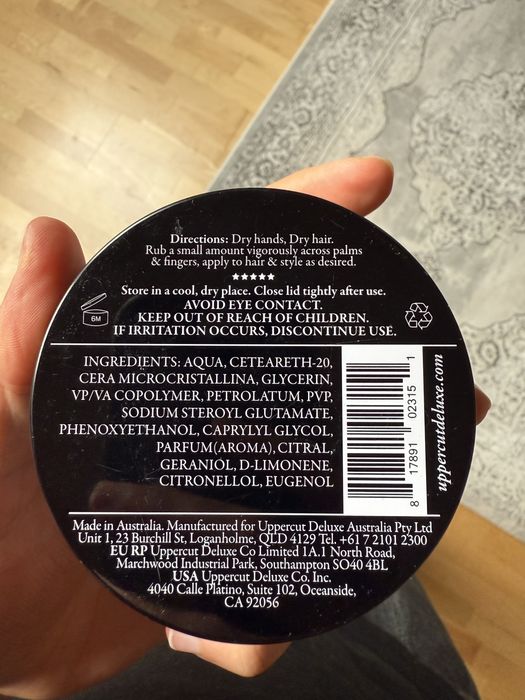 Directions: Dry hands, Dry hair.
Rub a small amount vigorously across palms
& fingers, apply to hair & style as desired.
★★★★★
Store in a cool, dry place. Close lid tightly after use.
AVOID EYE CONTACT.
KEEP OUT OF REACH OF CHILDREN.
IF IRRITATION OCCURS, DISCONTINUE USE.
6M
INGREDIENTS: AQUA, CETEARETH-20,
CERA MICROCRISTALLINA, GLYCERIN,
VP/VA COPOLYMER, PETROLATUM, PVP,
SODIUM STEROYL GLUTAMATE,
PHENOXYETHANOL, CAPRYLYL GLYCOL,
PARFUM(AROMA), CITRAL,
GERANIOL, D-LIMONENE,
CITRONELLOL, EUGENOL
8 17891 02315 1
uppercutdeluxe.com
Made in Australia. Manufactured for Uppercut Deluxe Australia Pty Ltd
Unit 1, 23 Burchill St, Loganholme, QLD 4129 Tel. +61 7 2101 2300
EU RP Uppercut Deluxe Co Limited 1A.1 North Road,
Marchwood Industrial Park, Southampton SO40 4BL
USA Uppercut Deluxe Co. Inc.
4040 Calle Platino, Suite 102, Oceanside,
CA 92056